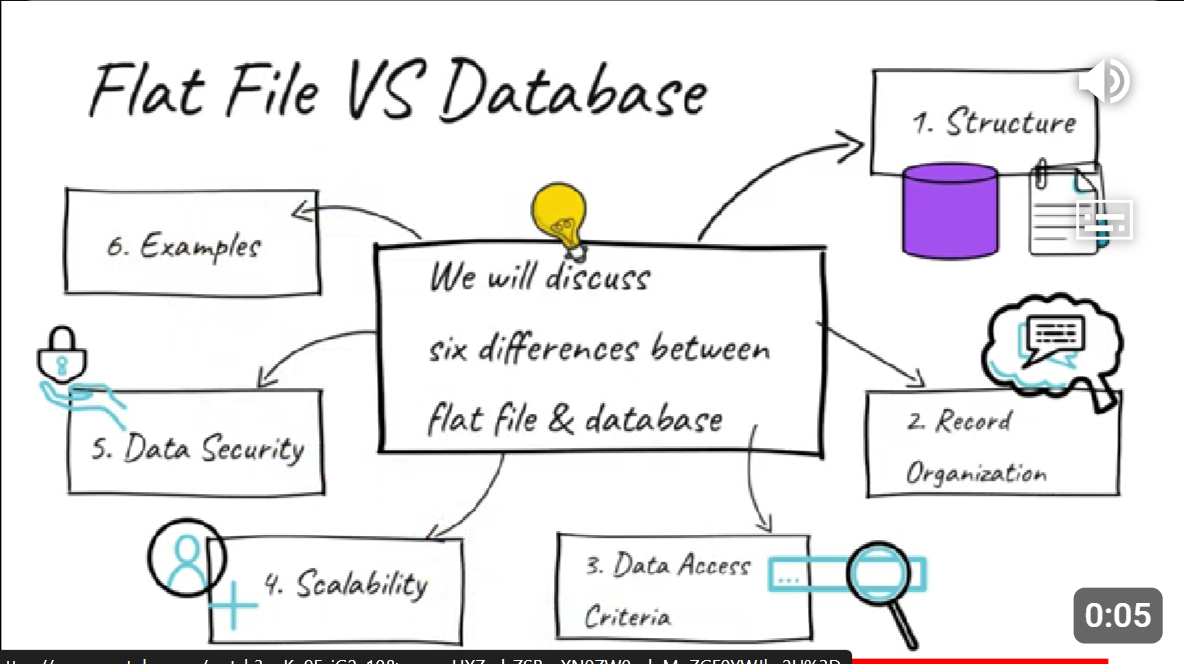 Flat File VS Database
1. Structure
6. Examples
We will discuss
six differences between
flat file & database
2. Record
Organization
5. Data Security
3. Data Access
Criteria
4. Scalability
0:05